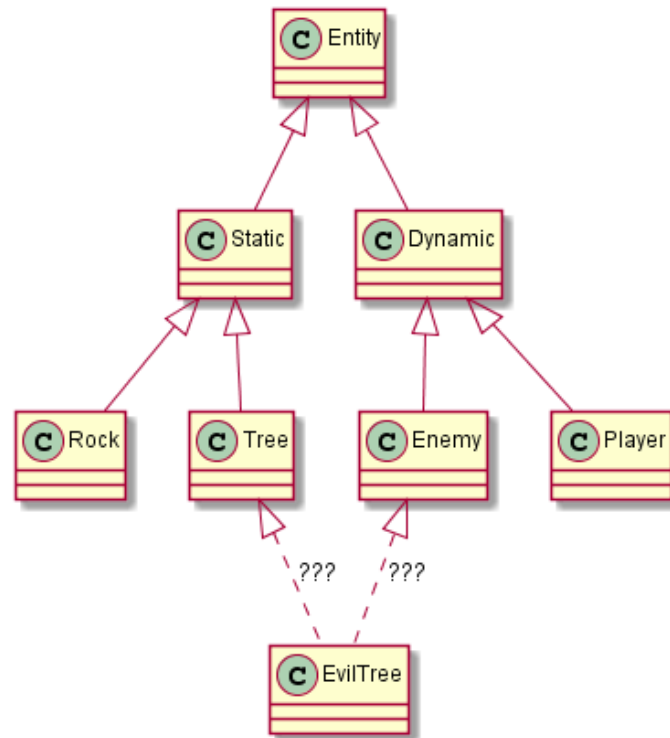 C Entity
C Static
C Dynamic
C Rock
C Tree
C Enemy
C Player
???
???
C EvilTree